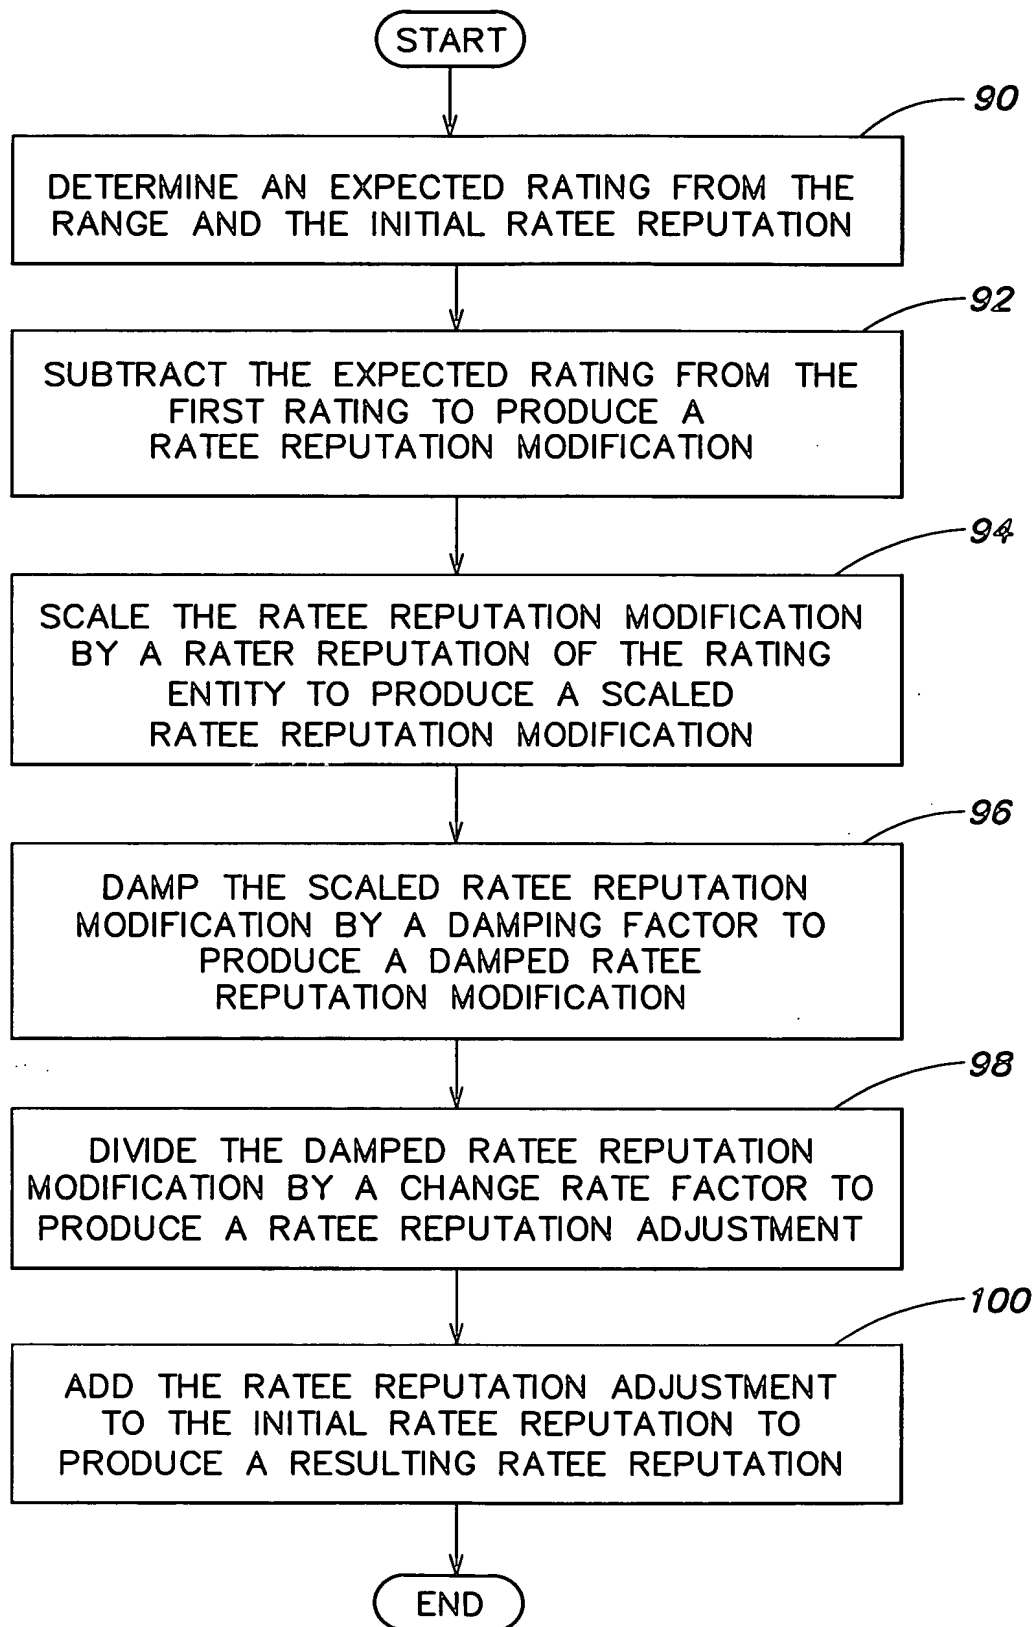 START
90
DETERMINE AN EXPECTED RATING FROM THE
RANGE AND THE INITIAL RATEE REPUTATION
92
SUBTRACT THE EXPECTED RATING FROM THE
FIRST RATING TO PRODUCE A
RATEE REPUTATION MODIFICATION
94
SCALE THE RATEE REPUTATION MODIFICATION
BY A RATER REPUTATION OF THE RATING
ENTITY TO PRODUCE A SCALED
RATEE REPUTATION MODIFICATION
96
DAMP THE SCALED RATEE REPUTATION
MODIFICATION BY A DAMPING FACTOR TO
PRODUCE A DAMPED RATEE
REPUTATION MODIFICATION
98
DIVIDE THE DAMPED RATEE REPUTATION
MODIFICATION BY A CHANGE RATE FACTOR TO
PRODUCE A RATEE REPUTATION ADJUSTMENT
100
ADD THE RATEE REPUTATION ADJUSTMENT
TO THE INITIAL RATEE REPUTATION TO
PRODUCE A RESULTING RATEE REPUTATION
END